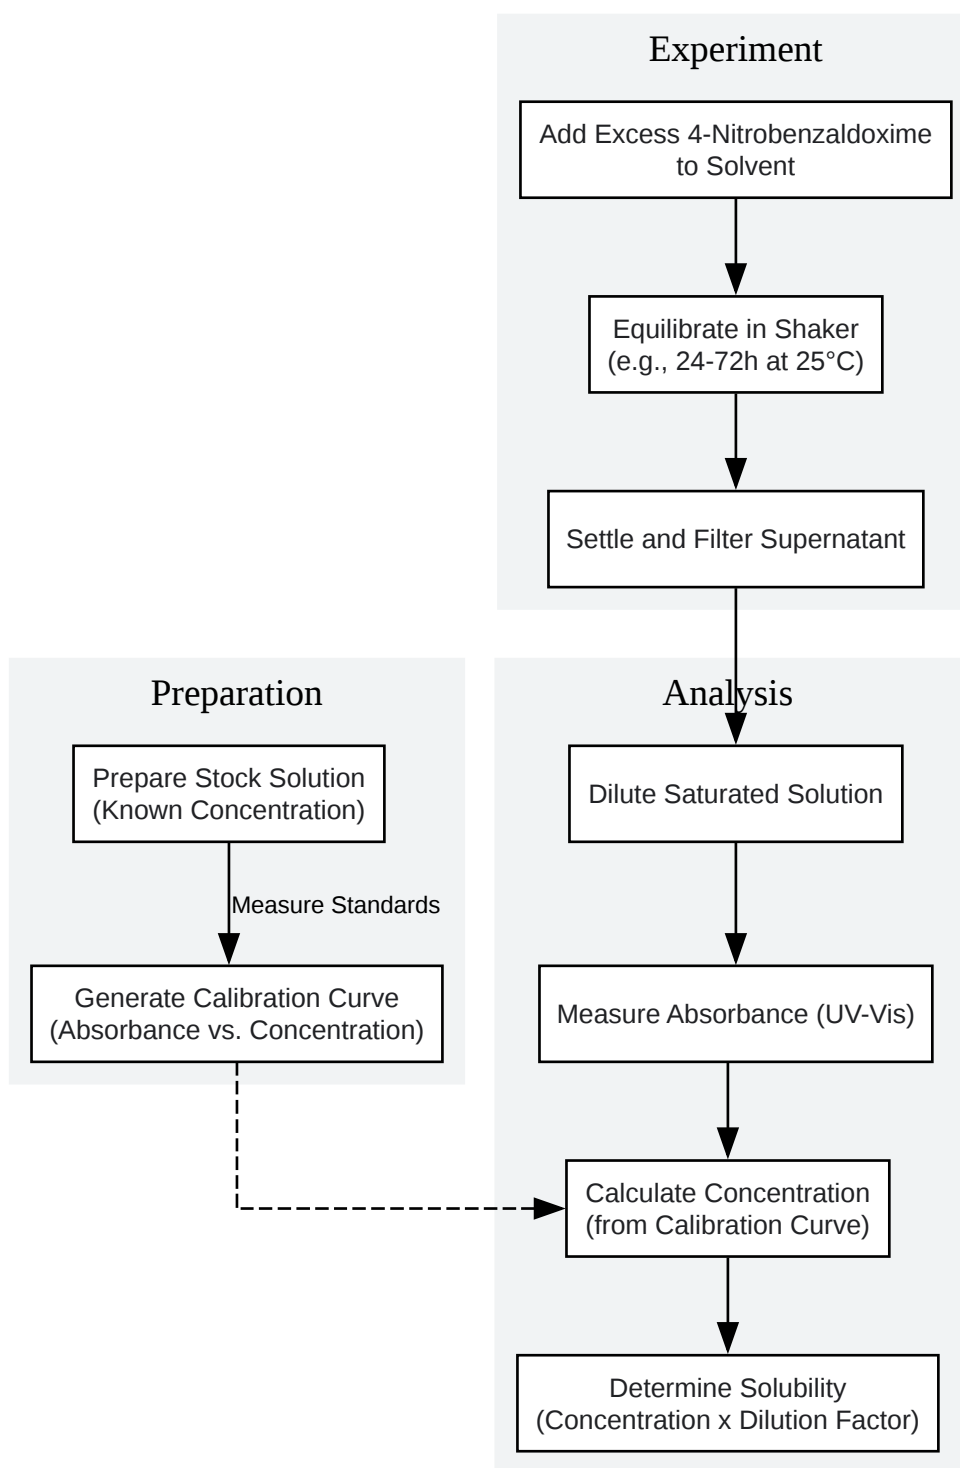 Experiment
Add Excess 4-Nitrobenzaldoxime
to Solvent
Equilibrate in Shaker
(e.g., 24-72h at 25°C)
Settle and Filter Supernatant
Preparation
Prepare Stock Solution
(Known Concentration)
Measure Standards
Generate Calibration Curve
(Absorbance vs. Concentration)
Analysis
Dilute Saturated Solution
Measure Absorbance (UV-Vis)
Calculate Concentration
(from Calibration Curve)
Determine Solubility
(Concentration x Dilution Factor)